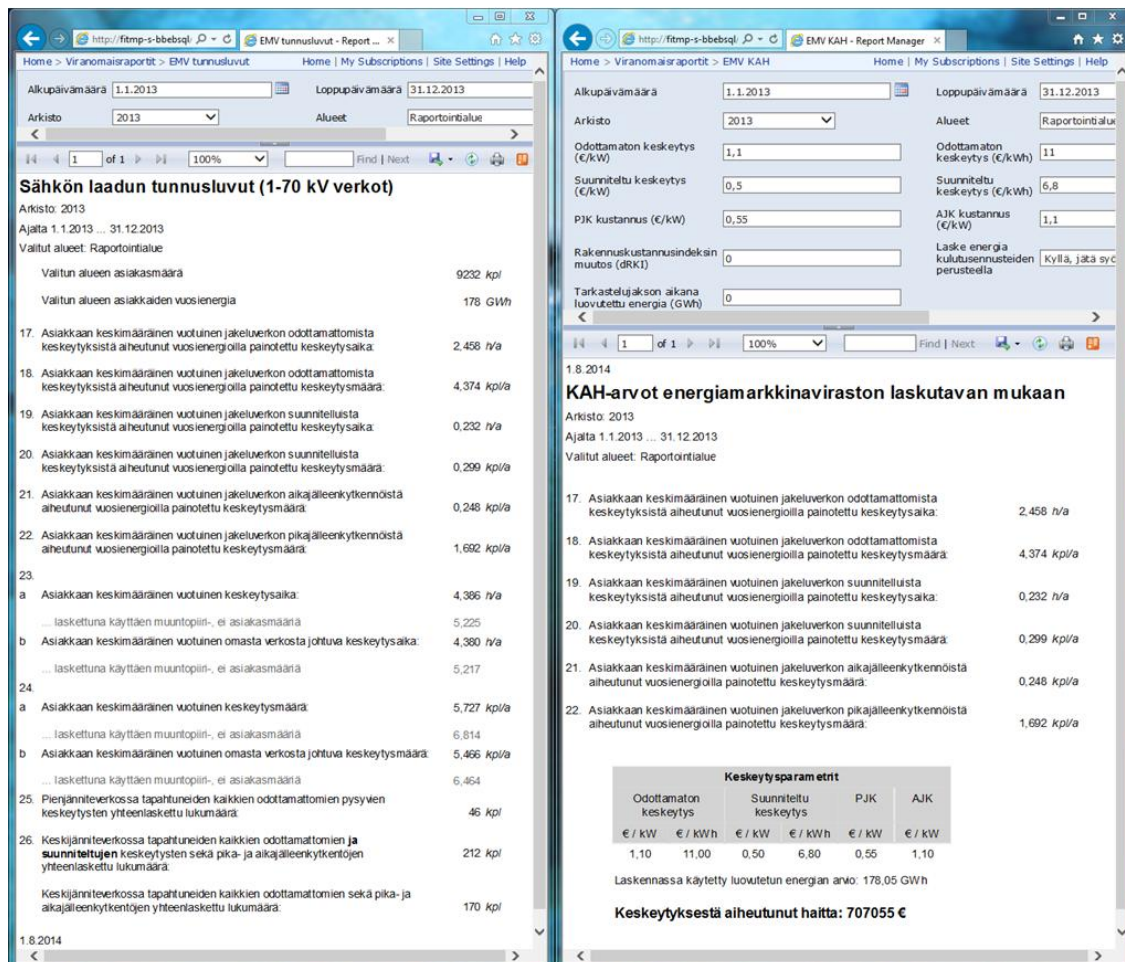 http://fitmp-s-bbebsql
EMV tunnusluvut - Report ...
Home > Viranomaisraportit > EMV tunnusluvut
Home | My Subscriptions | Site Settings | Help
Alkupäivämäärä 1.1.2013
Loppupäivämäärä 31.12.2013
Arkisto 2013
Alueet Raportointialue
1 of 1 100% Find | Next
Sähkön laadun tunnusluvut (1-70 kV verkot)
Arkisto: 2013
Ajalta 1.1.2013 ... 31.12.2013
Valitut alueet: Raportointialue
Valitun alueen asiakasmäärä 9232 kpl
Valitun alueen asiakkaiden vuosienergia 178 GWh
17. Asiakkaan keskimääräinen vuotuinen jakeluverkon odottamattomista
keskeytyksistä aiheutunut vuosienergioilla painotettu keskeytysaika: 2,458 h/a
18. Asiakkaan keskimääräinen vuotuinen jakeluverkon odottamattomista
keskeytyksistä aiheutunut vuosienergioilla painotettu keskeytysmäärä: 4,374 kpl/a
19. Asiakkaan keskimääräinen vuotuinen jakeluverkon suunnitelluista
keskeytyksistä aiheutunut vuosienergioilla painotettu keskeytysaika: 0,232 h/a
20. Asiakkaan keskimääräinen vuotuinen jakeluverkon suunnitelluista
keskeytyksistä aiheutunut vuosienergioilla painotettu keskeytysmäärä: 0,299 kpl/a
21. Asiakkaan keskimääräinen vuotuinen jakeluverkon aikajälleenkytkennöistä
aiheutunut vuosienergioilla painotettu keskeytysmäärä: 0,248 kpl/a
22. Asiakkaan keskimääräinen vuotuinen jakeluverkon pikajälleenkytkennöistä
aiheutunut vuosienergioilla painotettu keskeytysmäärä: 1,692 kpl/a
23.
a Asiakkaan keskimääräinen vuotuinen keskeytysaika: 4,386 h/a
... laskettuna käyttäen muuntopiiri-, ei asiakasmääriä 5,225
b Asiakkaan keskimääräinen vuotuinen omasta verkosta johtuva keskeytysaika: 4,380 h/a
... laskettuna käyttäen muuntopiiri-, ei asiakasmääriä 5,217
24.
a Asiakkaan keskimääräinen vuotuinen keskeytysmäärä: 5,727 kpl/a
... laskettuna käyttäen muuntopiiri-, ei asiakasmääriä 6,814
b Asiakkaan keskimääräinen vuotuinen omasta verkosta johtuva keskeytysmäärä: 5,466 kpl/a
... laskettuna käyttäen muuntopiiri-, ei asiakasmääriä 6,464
25. Pienjänniteverkossa tapahtuneiden kaikkien odottamattomien pysyvien
keskeytysten yhteenlaskettu lukumäärä: 46 kpl
26. Keskijänniteverkossa tapahtuneiden kaikkien odottamattomien ja
suunniteltujen keskeytysten sekä pika- ja aikajälleenkytkentöjen
yhteenlaskettu lukumäärä: 212 kpl
Keskijänniteverkossa tapahtuneiden kaikkien odottamattomien sekä pika- ja
aikajälleenkytkentöjen yhteenlaskettu lukumäärä: 170 kpl
1.8.2014
http://fitmp-s-bbebsql
EMV KAH - Report Manager
Home > Viranomaisraportit > EMV KAH
Home | My Subscriptions | Site Settings | Help
Alkupäivämäärä 1.1.2013
Loppupäivämäärä 31.12.2013
Arkisto 2013
Alueet Raportointialue
Odottamaton keskeytys
(€/kW) 1,1
Odottamaton
keskeytys (€/kWh) 11
Suunniteltu keskeytys
(€/kW) 0,5
Suunniteltu
keskeytys (€/kWh) 6,8
PJK kustannus (€/kW) 0,55
AJK kustannus
(€/kW) 1,1
Rakennuskustannusindeksin
muutos (dRKI) 0
Laske energia
kulutusennusteiden
perusteella Kyllä, jätä syö
Tarkastelujakson aikana
luovutettu energia (GWh) 0
1 of 1 100% Find | Next
1.8.2014
KAH-arvot energiamarkkinaviraston laskutavan mukaan
Arkisto: 2013
Ajalta 1.1.2013 ... 31.12.2013
Valitut alueet: Raportointialue
17. Asiakkaan keskimääräinen vuotuinen jakeluverkon odottamattomista
keskeytyksistä aiheutunut vuosienergioilla painotettu keskeytysaika: 2,458 h/a
18. Asiakkaan keskimääräinen vuotuinen jakeluverkon odottamattomista
keskeytyksistä aiheutunut vuosienergioilla painotettu keskeytysmäärä: 4,374 kpl/a
19. Asiakkaan keskimääräinen vuotuinen jakeluverkon suunnitelluista
keskeytyksistä aiheutunut vuosienergioilla painotettu keskeytysaika: 0,232 h/a
20. Asiakkaan keskimääräinen vuotuinen jakeluverkon suunnitelluista
keskeytyksistä aiheutunut vuosienergioilla painotettu keskeytysmäärä: 0,299 kpl/a
21. Asiakkaan keskimääräinen vuotuinen jakeluverkon aikajälleenkytkennöistä
aiheutunut vuosienergioilla painotettu keskeytysmäärä: 0,248 kpl/a
22. Asiakkaan keskimääräinen vuotuinen jakeluverkon pikajälleenkytkennöistä
aiheutunut vuosienergioilla painotettu keskeytysmäärä: 1,692 kpl/a
Keskeytysparametrit
Odottamaton keskeytys Suunniteltu keskeytys PJK AJK
€ / kW € / kWh € / kW € / kWh € / kW € / kW
1,10 11,00 0,50 6,80 0,55 1,10
Laskennassa käytetty luovutetun energian arvio: 178,05 GWh
Keskeytyksestä aiheutunut haitta: 707055 €